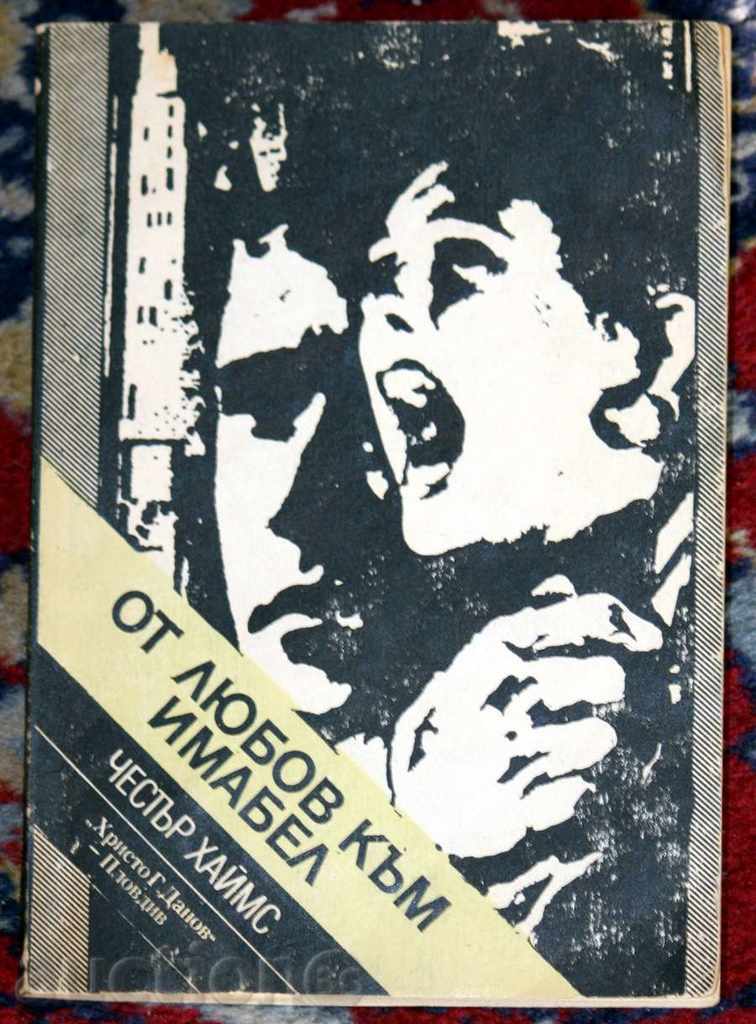 ОТ ЛЮБОВ КЪМ
ИМАБЕЛ
ЧЕСТЪР ХАЙМС
„Христо Г. Данов“
– Пловдив